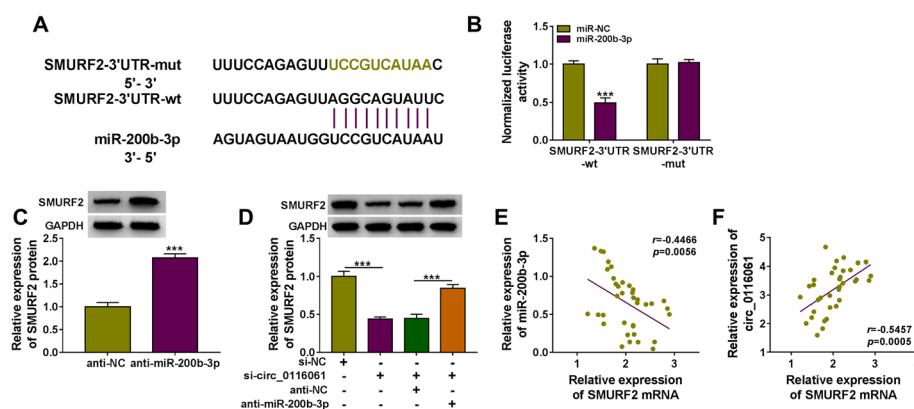 A
SMURF2-3'UTR-mut UUUCCAGAGUUUCCGUCAUAAC
5'- 3'
SMURF2-3'UTR-wt UUUCCAGAGUUAGGCAGUAUUC
miR-200b-3p AGUAGUAAUGGUCCGUCAUAAU
3'- 5'
B
miR-NC
miR-200b-3p
Normalized luciferase
activity
1.5
1.0
0.5
0.0
***
SMURF2-3'UTR
-wt
SMURF2-3'UTR
-mut
C
SMURF2
GAPDH
Relative expression
of SMURF2 protein
2.5
2.0
1.5
1.0
0.5
0.0
***
anti-NC anti-miR-200b-3p
D
SMURF2
GAPDH
Relative expression
of SMURF2 protein
1.5
1.0
0.5
0.0
*** ***
si-NC + - - -
si-circ_0116061 - + + +
anti-NC - - + -
anti-miR-200b-3p - - - +
E
Relative expression
of miR-200b-3p
1.5
1.0
0.5
0.0
r=-0.4466
p=0.0056
1 2 3
Relative expression
of SMURF2 mRNA
F
Relative expression of
circ_0116061
5
4
3
2
1
r=-0.5457
p=0.0005
1 2 3
Relative expression
of SMURF2 mRNA